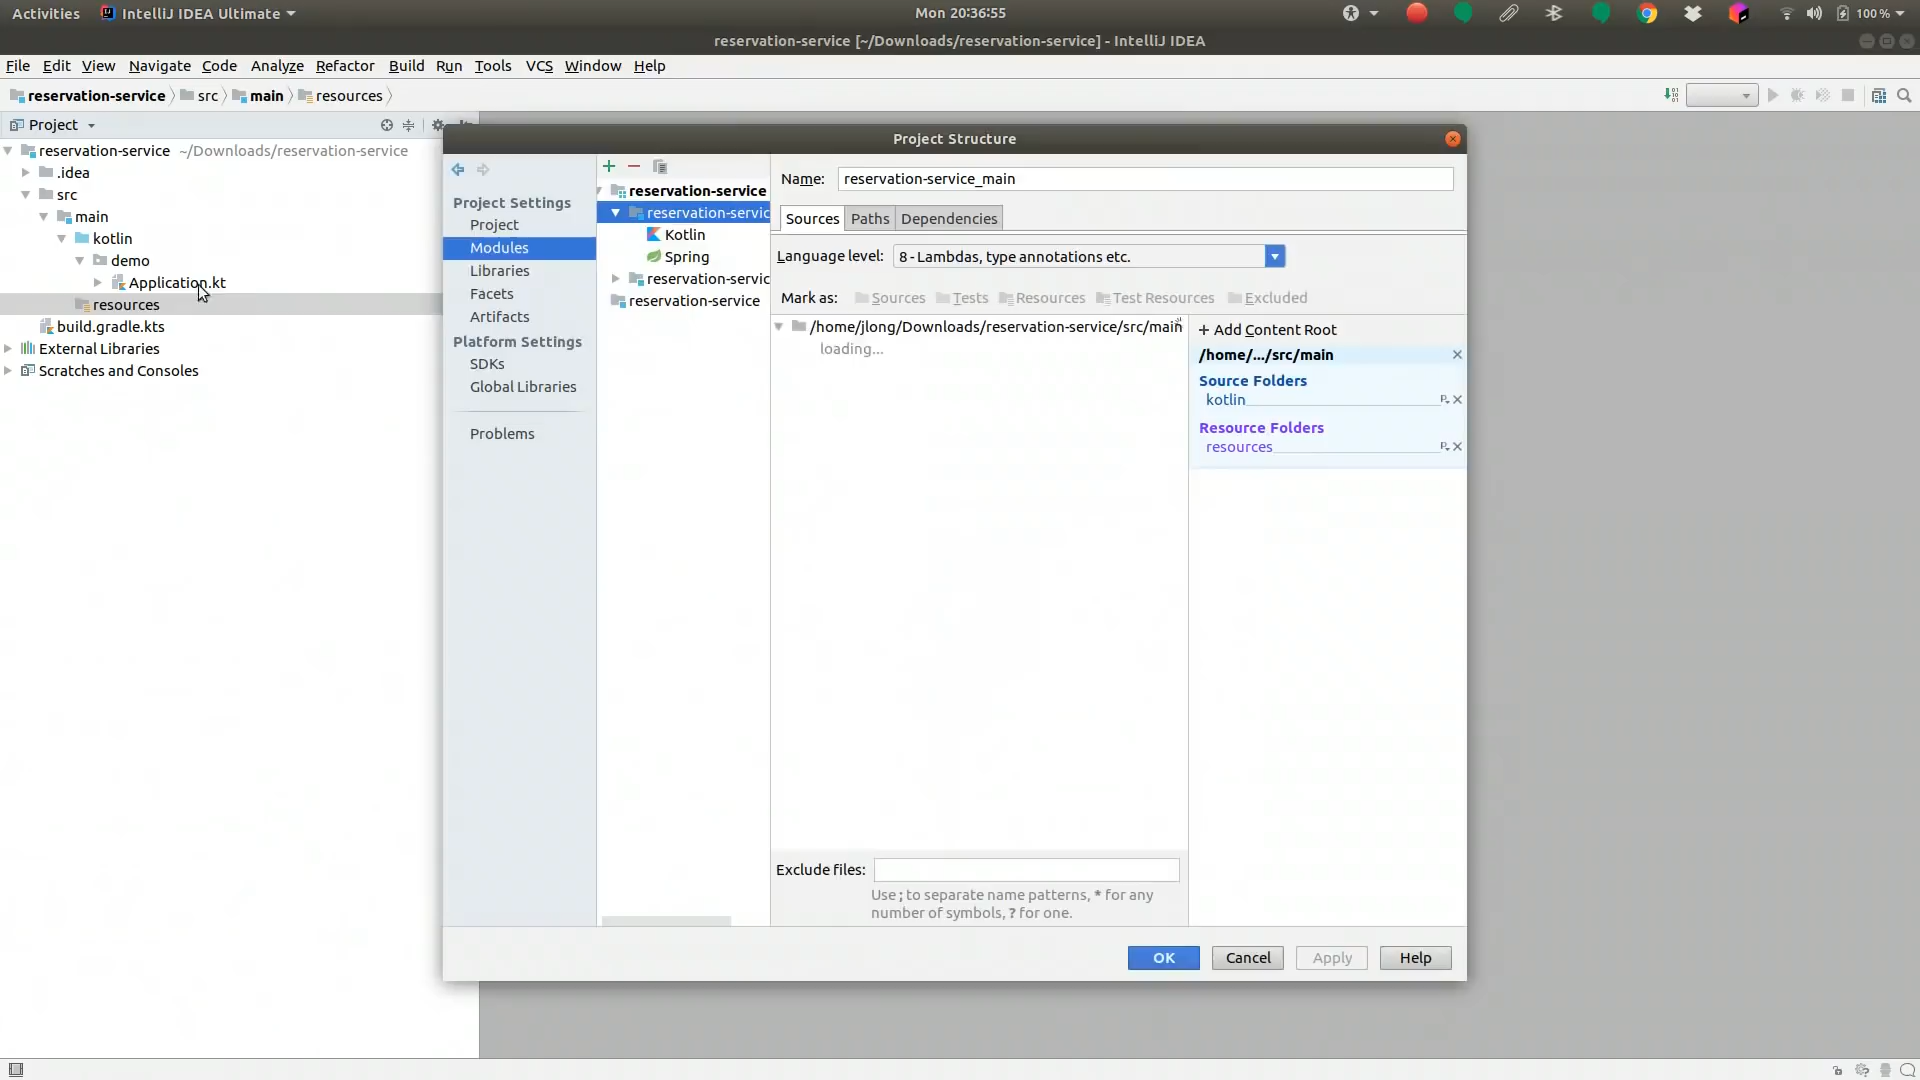 Activities IntelliJ IDEA Ultimate Mon 20:36:55 100 %
reservation-service [~/Downloads/reservation-service] - IntelliJ IDEA
File Edit View Navigate Code Analyze Refactor Build Run Tools VCS Window Help
reservation-service src main resources
Project
reservation-service ~/Downloads/reservation-service
.idea
src
main
kotlin
demo
Application.kt
resources
build.gradle.kts
External Libraries
Scratches and Consoles
Project Structure
Project Settings
Project
Modules
Libraries
Facets
Artifacts
Platform Settings
SDKs
Global Libraries
Problems
reservation-service
reservation-servic
Kotlin
Spring
reservation-servic
reservation-service
Name: reservation-service_main
Sources Paths Dependencies
Language level: 8 - Lambdas, type annotations etc.
Mark as: Sources Tests Resources Test Resources Excluded
/home/jlong/Downloads/reservation-service/src/main
loading...
+ Add Content Root
/home/.../src/main
Source Folders
kotlin
Resource Folders
resources
Exclude files:
Use ; to separate name patterns, * for any
number of symbols, ? for one.
OK Cancel Apply Help